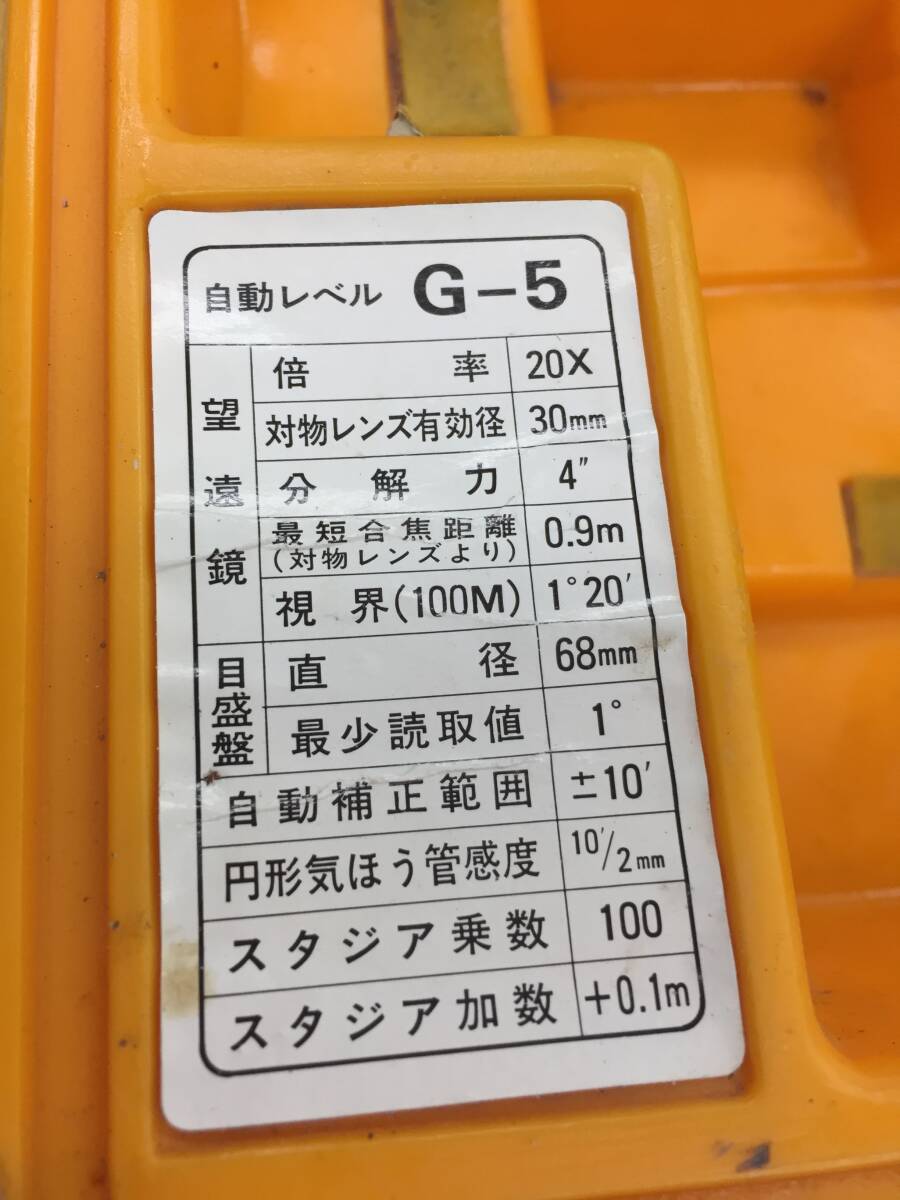 自動レベル G-5
望遠鏡
倍率 20X
対物レンズ有効径 30mm
分解力 4″
最短合焦距離 0.9m
(対物レンズより)
視界(100M) 1°20′
目盛盤
直径 68mm
最少読取値 1°
自動補正範囲 ±10′
円形気ほう管感度 10′/2mm
スタジア乗数 100
スタジア加数 +0.1m